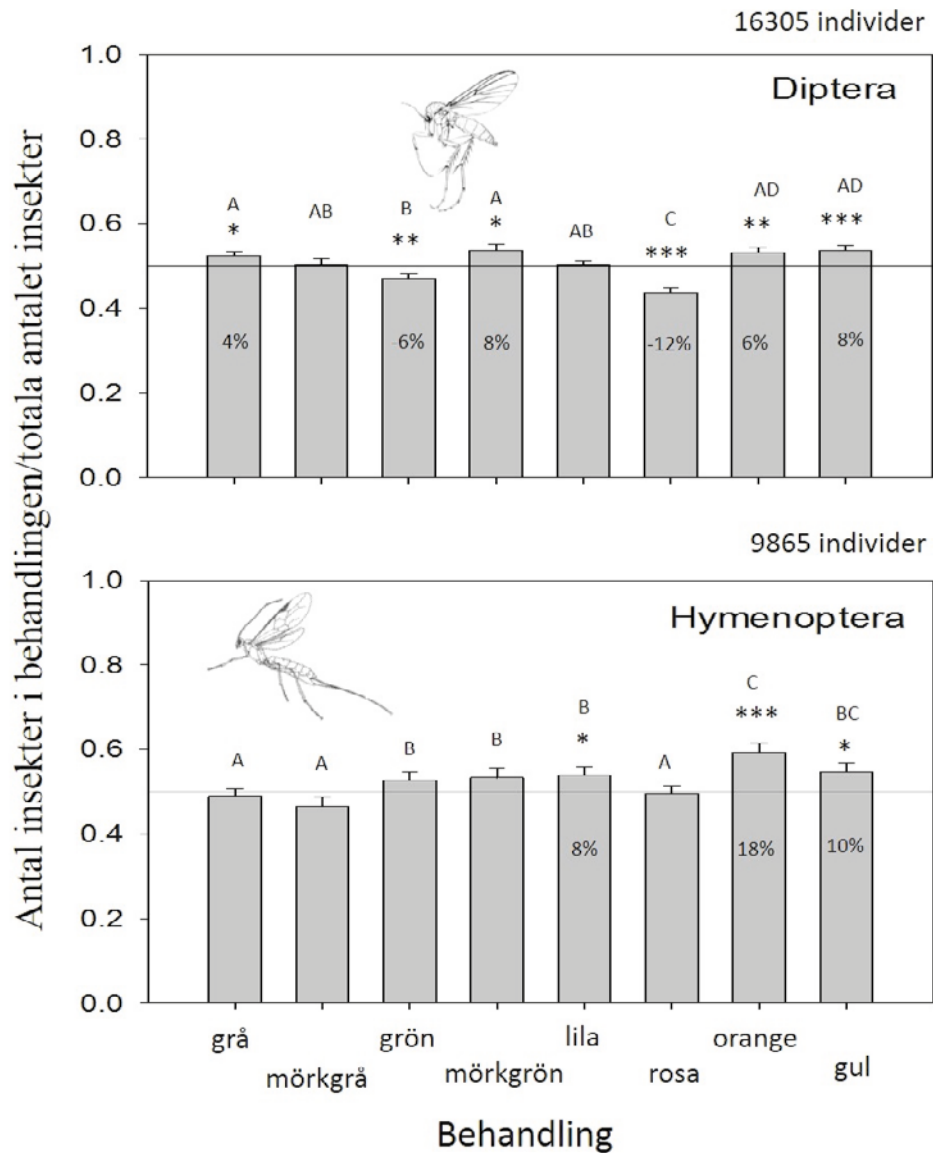 16305 individer
Antal insekter i behandlingen/totala antalet insekter
1.0
Diptera
0.8
A AB B A AB C AD AD
* ** * *** ** ***
0.6
0.4
4% -6% 8% -12% 6% 8%
0.2
0.0
9865 individer
1.0
Hymenoptera
0.8
A A B B B A C BC
* *** *
0.6
0.4
8% 18% 10%
0.2
0.0
grå grön lila orange
mörkgrå mörkgrön rosa gul
Behandling